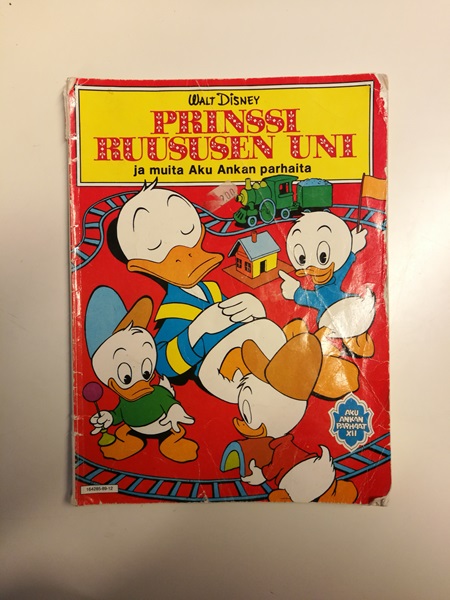 WALT DISNEY
PRINSSI
RUUSUSEN UNI
ja muita Aku Ankan parhaita
AKU
ANKAN
PARHAAT
XII